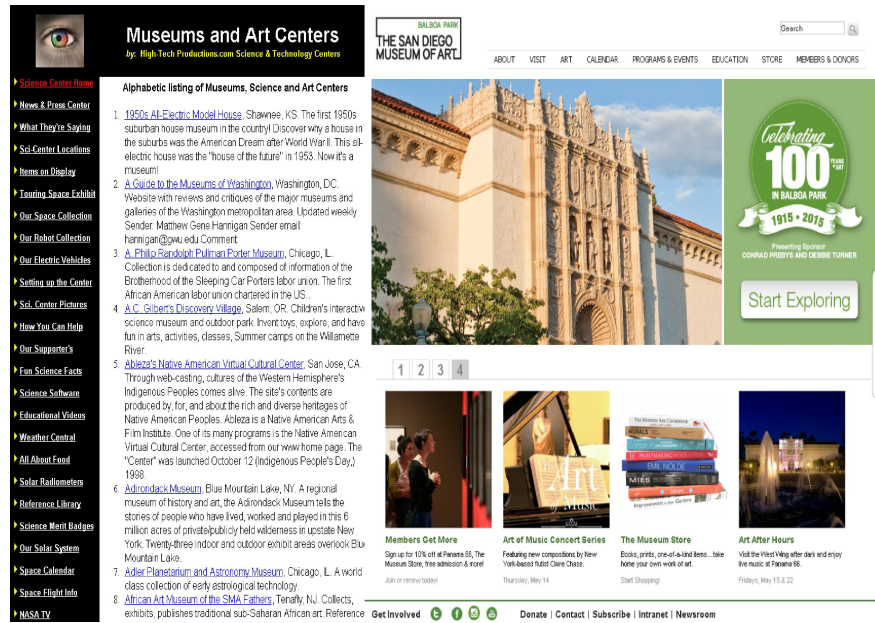 Museums and Art Centers
by: High-Tech Productions.com Science & Technology Centers
Science Center Home
News & Press Center
What They're Saying
Sci-Center Locations
Items on Display
Touring Space Exhibit
Our Space Collection
Our Robot Collection
Our Electric Vehicles
Setting up the Center
Sci. Center Pictures
How You Can Help
Our Supporter's
Fun Science Facts
Science Software
Educational Videos
Weather Central
All About Food
Solar Radiometers
Reference Library
Science Merit Badges
Our Solar System
Space Calendar
Space Flight Info
NASA TV
Alphabetic listing of Museums, Science and Art Centers
1. 1950s All-Electric Model House, Shawnee, KS. The first 1950s
suburban house museum in the country! Discover why a house in
the suburbs was the American Dream after World War II. This all-
electric house was the "house of the future" in 1953. Now it's a
museum!
2. A Guide to the Museums of Washington, Washington, DC.
Website with reviews and critiques of the major museums and
galleries of the Washington metropolitan area. Updated weekly.
Sender: Matthew Gene Hannigan Sender email:
hannigan@gwu.edu Comment:
3. A. Philip Randolph Pullman Porter Museum, Chicago, IL.
Collection is dedicated to and composed of information of the
Brotherhood of the Sleeping Car Porters labor union. The first
African American labor union chartered in the US..
4. A.C. Gilbert's Discovery Village, Salem, OR. Children's interactive
science museum and outdoor park. Invent toys, explore, and have
fun in arts, activities, classes, Summer camps on the Willamette
River.
5. Ableza's Native American Virtual Cultural Center, San Jose, CA.
Through web-casting, cultures of the Western Hemisphere's
Indigenous Peoples comes alive. The site's contents are
produced by, for, and about the rich and diverse heritages of
Native American Peoples. Ableza is a Native American Arts &
Film Institute. One of its many programs is the Native American
Virtual Cultural Center, accessed from our www home page. The
"Center" was launched October 12 (Indigenous People's Day,)
1998.
6. Adirondack Museum, Blue Mountain Lake, NY. A regional
museum of history and art, the Adirondack Museum tells the
stories of people who have lived, worked and played in this 6
million acres of private/publicly held wilderness in upstate New
York. Twenty-three indoor and outdoor exhibit areas overlook Blue
Mountain Lake.
7. Adler Planetarium and Astronomy Museum, Chicago, IL. A world
class collection of early astrological technology.
8. African Art Museum of the SMA Fathers, Tenafly, NJ. Collects,
exhibits, publishes traditional sub-Saharan African art. Reference
BALBOA PARK
THE SAN DIEGO
MUSEUM OF ART
Search
ABOUT VISIT ART CALENDAR PROGRAMS & EVENTS EDUCATION STORE MEMBERS & DONORS
Celebrating
100
YEARS
OF ART
IN BALBOA PARK
1915 • 2015
Presenting Sponsor
CONRAD PREBYS AND DEBBIE TURNER
Start Exploring
1 2 3 4
Art
of Music
MURALS
PRINTMAKING REVOLUTION
EMIL NOLDE
MIES
Members Get More
Sign up for 10% off at Panama 66, The
Museum Store, free admission & more!
Join or renew today!
Art of Music Concert Series
Featuring new compositions by New
York-based flutist Claire Chase.
Thursday, May 14
The Museum Store
Books, prints, one-of-a-kind items... take
home your own work of art.
Start Shopping!
Art After Hours
Visit the West Wing after dark and enjoy
live music at Panama 66.
Fridays, May 15 & 22
Get Involved
Donate | Contact | Subscribe | Intranet | Newsroom